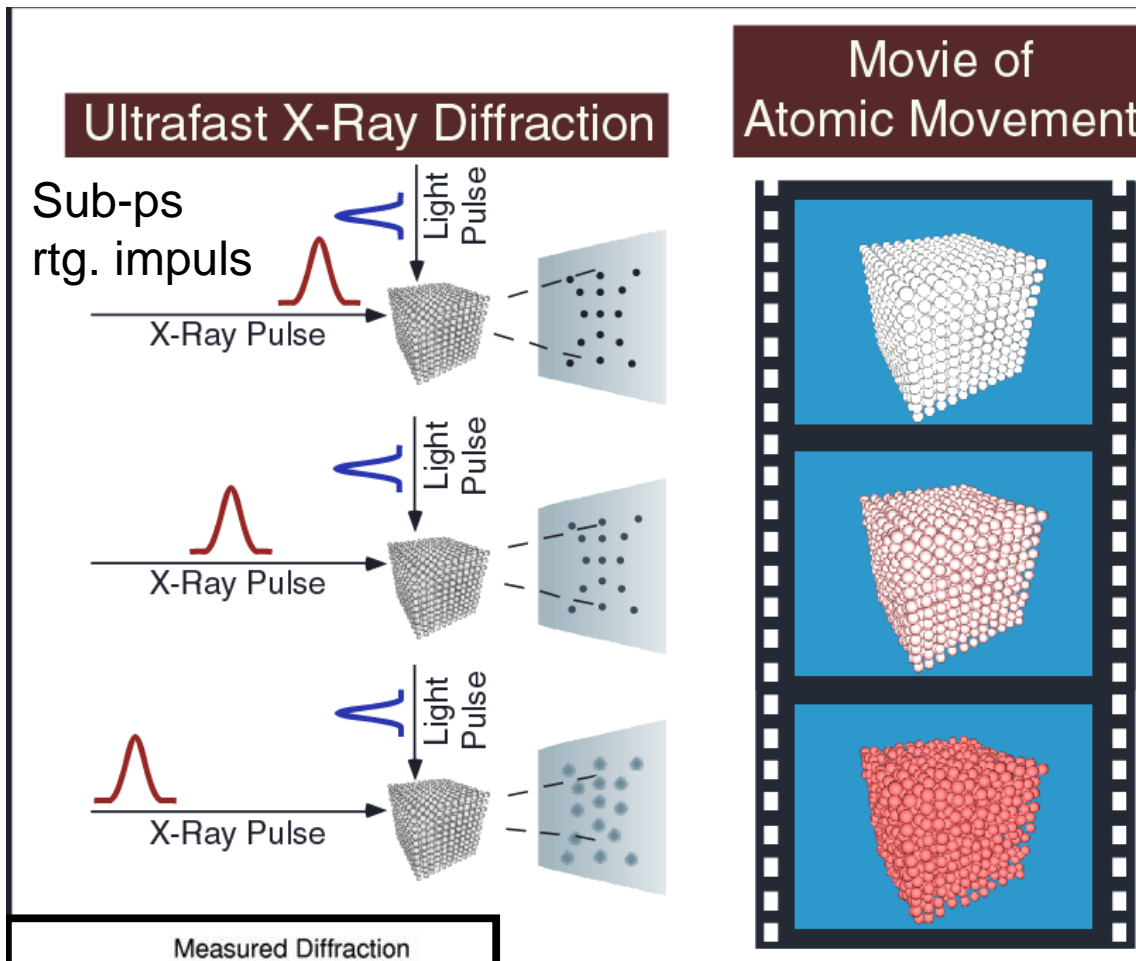 Ultrafast X-Ray Diffraction
Movie of
Atomic Movement
Sub-ps
rtg. impuls
Light
Pulse
X-Ray Pulse
Light
Pulse
X-Ray Pulse
Light
Pulse
X-Ray Pulse
Measured Diffraction